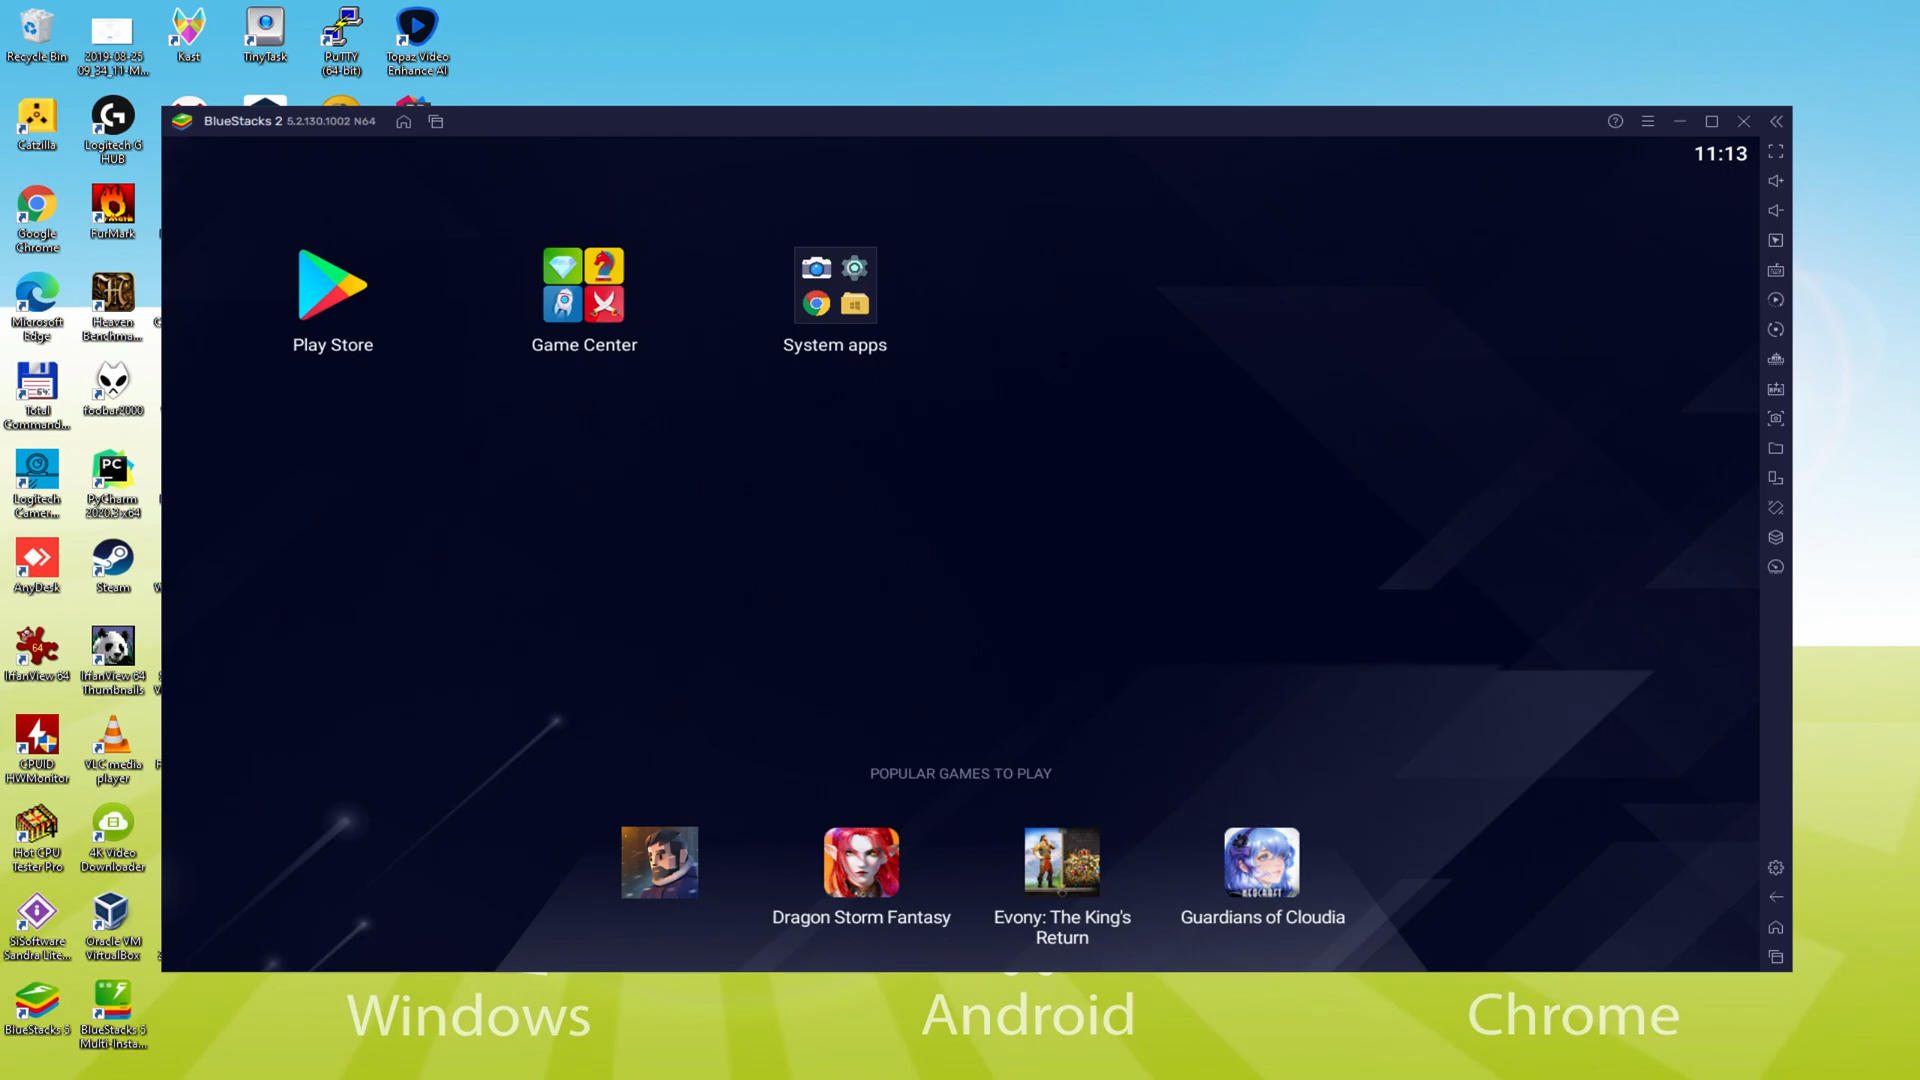 Recycle Bin
2019-08-25
09_34_11-M...
Kast
TinyTask
PuTTY
(64-bit)
Topaz Video
Enhance AI
Catzilla
Logitech G
HUB
Google
Chrome
FurMark
Microsoft
Edge
Heaven
Benchma...
Total
Command...
foobar2000
Logitech
Camer...
PyCharm
2020.3 x64
AnyDesk
Steam
IrfanView 64
IrfanView 64
Thumbnails
CPUID
HWMonitor
VLC media
player
Hot CPU
Tester Pro
4K Video
Downloader
SiSoftware
Sandra Lite...
Oracle VM
VirtualBox
BlueStacks 5
BlueStacks 5
Multi-Insta...
BlueStacks 2 5.2.130.1002 N64
11:13
Play Store
Game Center
System apps
POPULAR GAMES TO PLAY
Dragon Storm Fantasy
Evony: The King's
Return
NEOCRAFT
Guardians of Cloudia
Windows
Android
Chrome